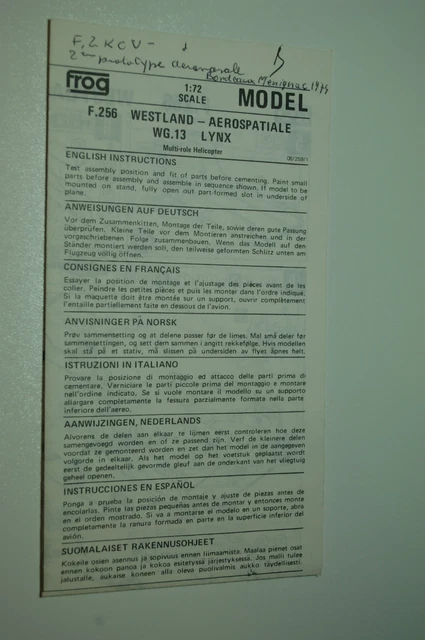 F.ZKCU -
prototype aerospatiale
Bordeaux Merignac 1974
frog
1:72
SCALE
MODEL
F.256 WESTLAND – AEROSPATIALE
WG.13 LYNX
Multi-role Helicopter
ENGLISH INSTRUCTIONS
Test assembly position and fit of parts before cementing. Paint small
parts before assembly and assemble in sequence shown. If model to be
mounted on stand, fully open out part-formed slot in underside of
plane.
ANWEISUNGEN AUF DEUTSCH
Vor dem Zusammenkitten, Montage der Teile, sowie deren gute Passung
überprüfen. Kleine Teile vor dem Montieren anstreichen und in der
vorgeschriebenen Folge zusammenbauen. Wenn das Modell auf den
Ständer montiert werden soll, den teilweise geformten Schlitz unten am
Flugzeug völlig öffnen.
CONSIGNES EN FRANÇAIS
Essayer la position de montage et l'ajustage des pièces avant de les
coller. Peindre les petites pièces et puis les monter dans l'ordre indiqué.
Si la maquette doit être montée sur un support, ouvrir complètement
l'entaille partiellement faite en dessous de l'avion.
ANVISNINGER PÅ NORSK
Prøv sammensetting og at delene passer før de limes. Mal små deler før
sammensettingen, og sett dem sammen i angitt rekkefølge. Hvis modellen
skal stå på et stativ, må slissen på undersiden av flyet åpnes helt.
ISTRUZIONI IN ITALIANO
Provare la posizione di montaggio ed attacco delle parti prima di
cementare. Verniciare le parti piccole prima del montaggio e montare
nell'ordine indicato. Se si vuole montare il modello su un supporto
allargare completamente la fessura parzialmente formata nella parte
inferiore dell'aereo.
AANWIJZINGEN, NEDERLANDS
Alvorens de delen aan elkaar te lijmen eerst controleren hoe deze
samengevoegd worden en of ze passend zijn. Verf de kleinere delen
voordat ze gemonteerd worden en zet dan het model in de aangegeven
volgorde in elkaar. Als het model op het voetstuk geplaatst wordt
eerst de gedeeltelijk gevormde gleuf aan de onderkant van het vliegtuig
geheel openen.
INSTRUCCIONES EN ESPAÑOL
Ponga a prueba la posición de montaje y ajuste de piezas antes de
encolarlas. Pinte las piezas pequeñas antes de montar y entonces monte
en el orden mostrado. Si va a montarse el modelo en un soporte, abra
completamente la ranura formada en parte en la superficie inferior del
avión.
SUOMALAISET RAKENNUSOHJEET
Kokeile osien asennus ja sopivuus ennen liimaamista. Maalaa pienet osat
ennen kokoon panoa ja kokoa esitetyssä järjestyksessä. Jos malli tulee
jalustalle, aukaise koneen alla oleva puolivalmis aukko täydellisesti.